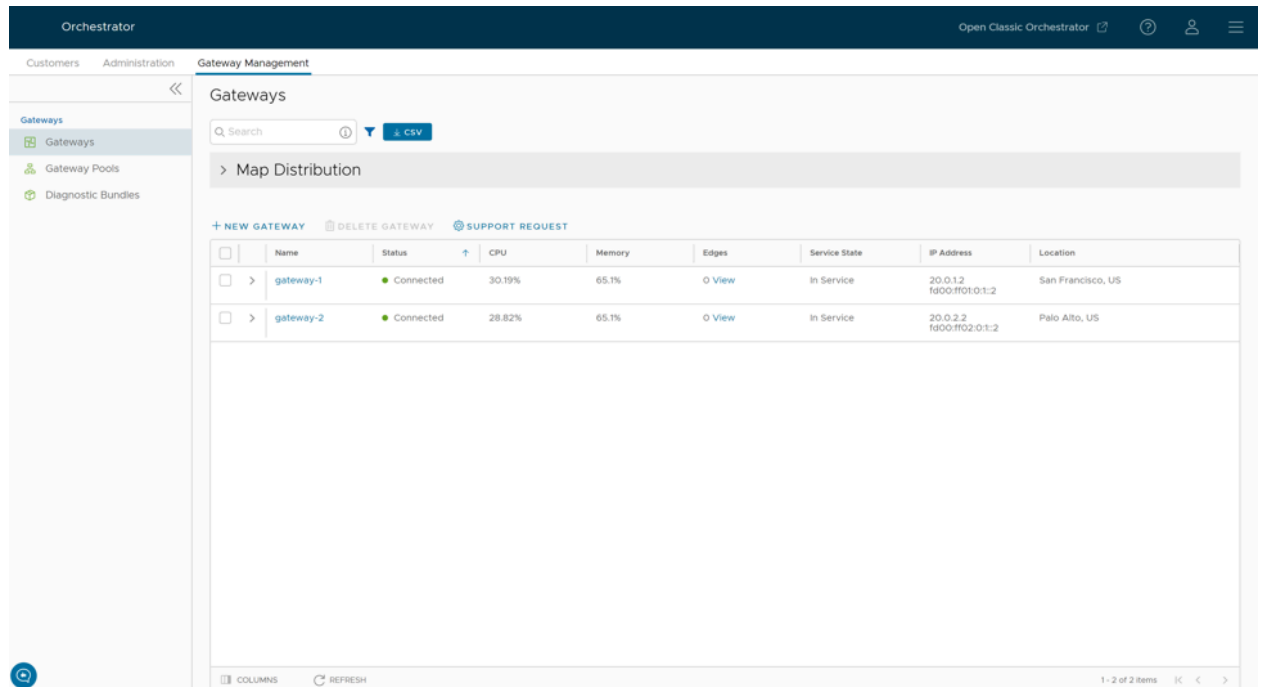 Orchestrator
Open Classic Orchestrator
Customers Administration Gateway Management
Gateways
Gateways
Gateway Pools
Diagnostic Bundles
Gateways
Search
CSV
Map Distribution
+ NEW GATEWAY DELETE GATEWAY SUPPORT REQUEST
Name Status CPU Memory Edges Service State IP Address Location
gateway-1 Connected 30.19% 65.1% 0 View In Service 20.0.1.2 San Francisco, US
fd00:ff01:0:1::2
gateway-2 Connected 28.82% 65.1% 0 View In Service 20.0.2.2 Palo Alto, US
fd00:ff02:0:1::2
COLUMNS REFRESH 1 - 2 of 2 items